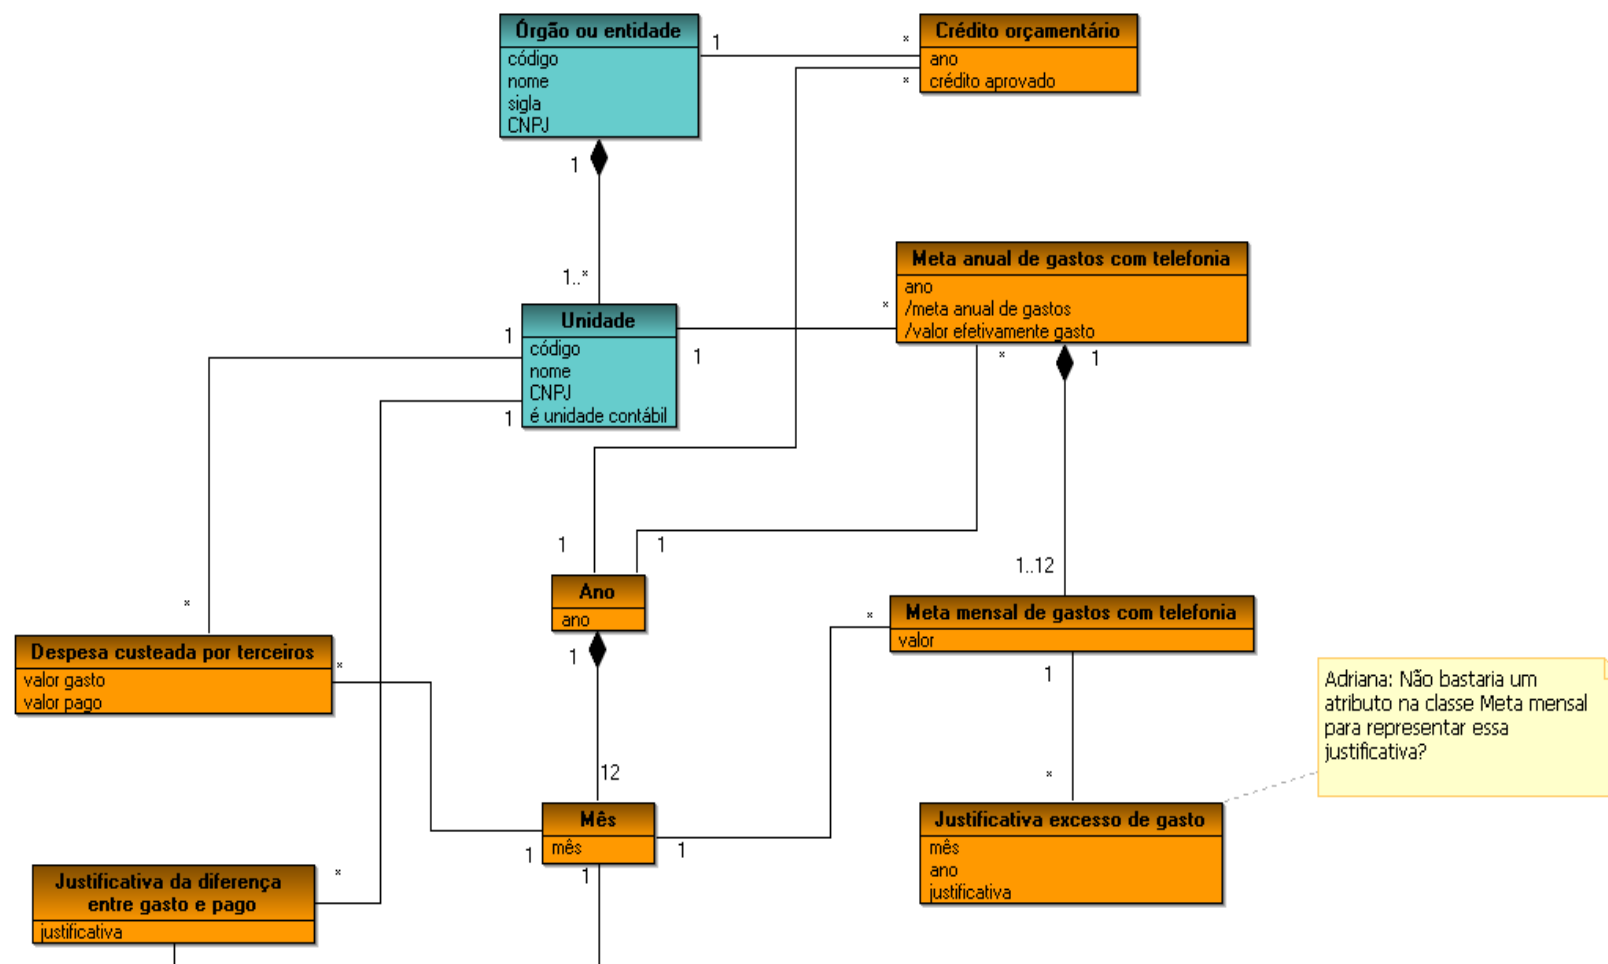 Órgão ou entidade
código
nome
sigla
CNPJ
1
*
Crédito orçamentário
ano
crédito aprovado
*
1
1..*
Unidade
código
nome
CNPJ
é unidade contábil
1
1
1
*
Meta anual de gastos com telefonia
ano
/meta anual de gastos
/valor efetivamente gasto
*
1
1
1
1..12
Ano
ano
1
12
*
Meta mensal de gastos com telefonia
valor
1
*
*
Despesa custeada por terceiros
valor gasto
valor pago
*
Adriana: Não bastaria um
atributo na classe Meta mensal
para representar essa
justificativa?
Mês
mês
1
1
1
Justificativa excesso de gasto
mês
ano
justificativa
Justificativa da diferença
entre gasto e pago
justificativa
*